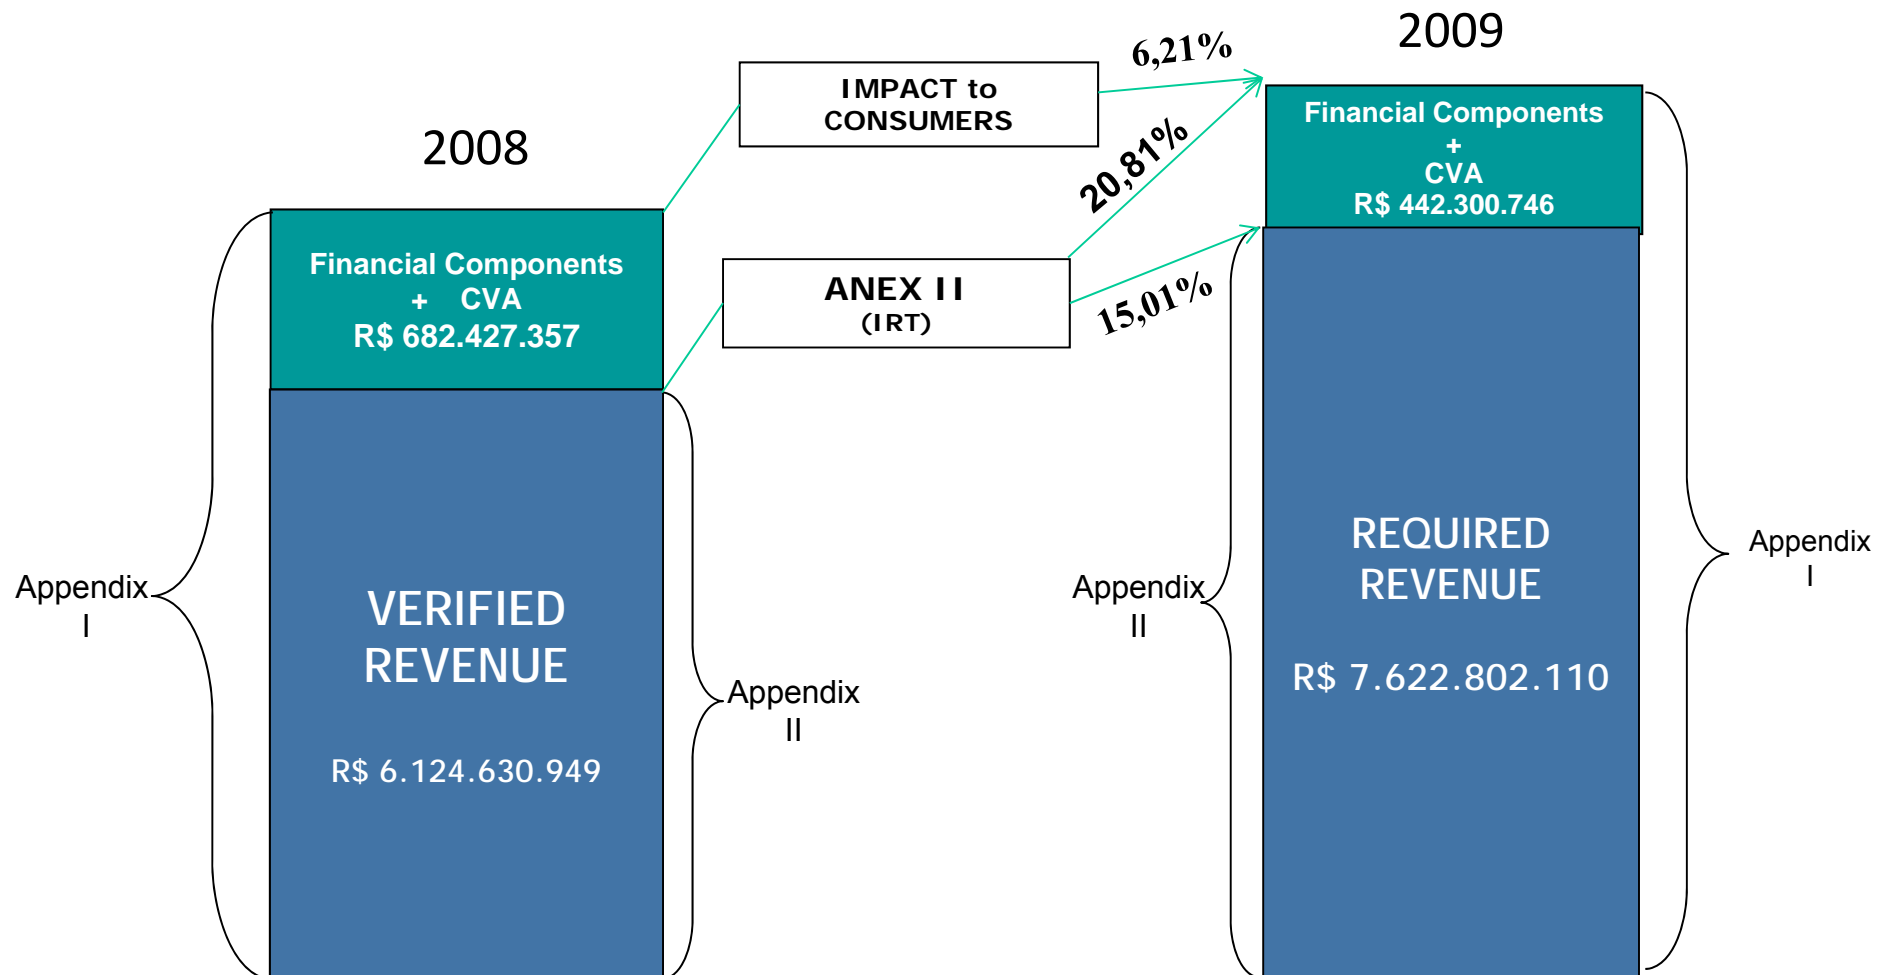 2008
Financial Components
+ CVA
R$ 682.427.357
VERIFIED
REVENUE
R$ 6.124.630.949
Appendix
I
Appendix
II
IMPACT to
CONSUMERS
6,21%
ANEX II
(IRT)
20,81%
15,01%
2009
Financial Components
+
CVA
R$ 442.300.746
REQUIRED
REVENUE
R$ 7.622.802.110
Appendix
II
Appendix
I